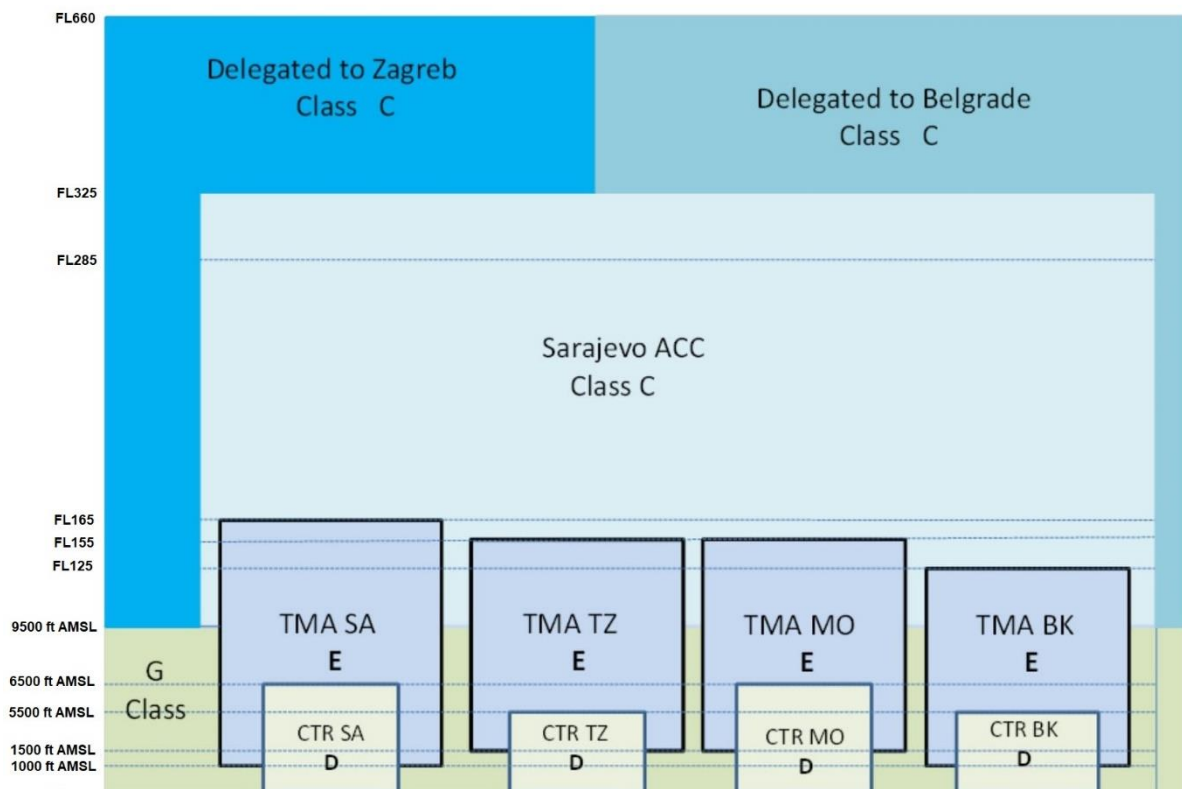 FL660
Delegated to Zagreb
Class C
Delegated to Belgrade
Class C
FL325
FL285
Sarajevo ACC
Class C
FL165
FL155
FL125
9500 ft AMSL
TMA SA
E
TMA TZ
E
TMA MO
E
TMA BK
E
G
Class
6500 ft AMSL
5500 ft AMSL
CTR SA
D
CTR TZ
D
CTR MO
D
CTR BK
D
1500 ft AMSL
1000 ft AMSL